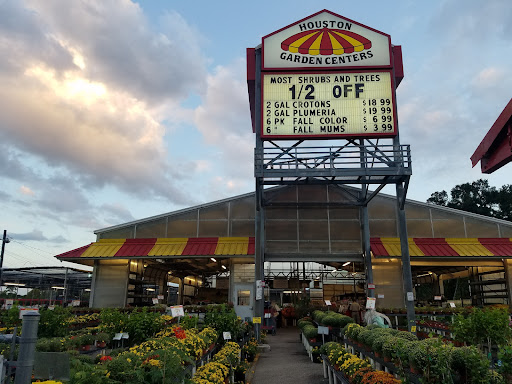 HOUSTON
GARDEN CENTERS
MOST SHRUBS AND TREES
1/2 OFF
2 GAL CROTONS $18.99
2 GAL PLUMERIA $19.99
6 PK FALL COLOR $6.99
6" FALL MUMS $3.99